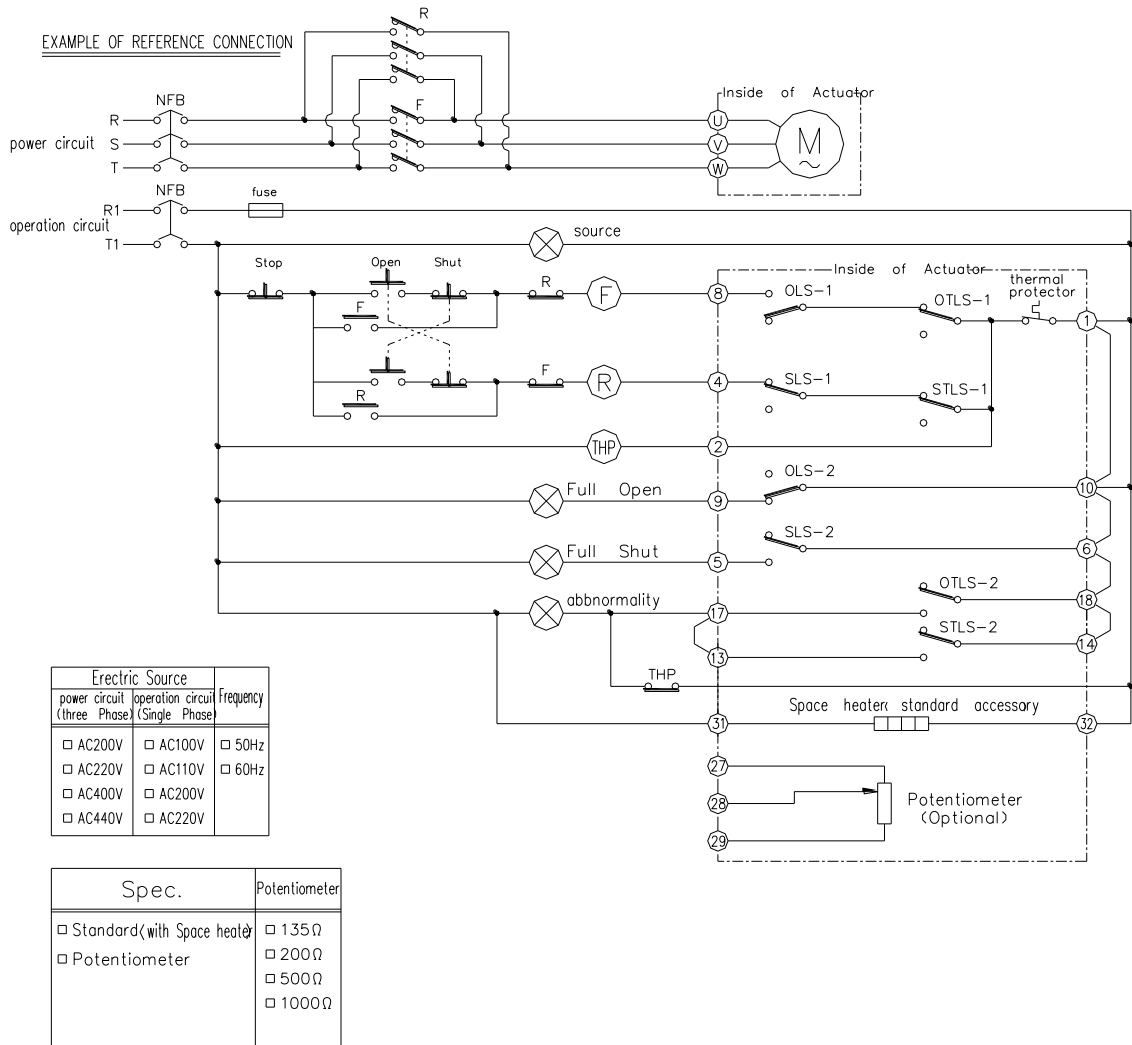 EXAMPLE OF REFERENCE CONNECTION
R
NFB
F
Inside of Actuator
R
U
power circuit
S
V
M
T
W
NFB
R1
fuse
operation circuit
T1
source
Stop
Open
Shut
R
F
8
Inside of Actuator
OLS-1
OTLS-1
thermal
protector
1
F
R
F
R
4
SLS-1
STLS-1
THP
2
Full Open
9
OLS-2
10
Full Shut
5
SLS-2
6
abbnormality
17
OTLS-2
18
13
STLS-2
14
THP
31
Space heater( standard accessory
32
27
28
29
Potentiometer
(Optional)
Erectric Source
power circuit
(three Phase)
operation circuit
(Single Phase)
Frequency
□ AC200V □ AC100V □ 50Hz
□ AC220V □ AC110V □ 60Hz
□ AC400V □ AC200V
□ AC440V □ AC220V
Spec. Potentiometer
□ Standard(with Space heater □ 135Ω
□ Potentiometer □ 200Ω
□ 500Ω
□ 1000Ω